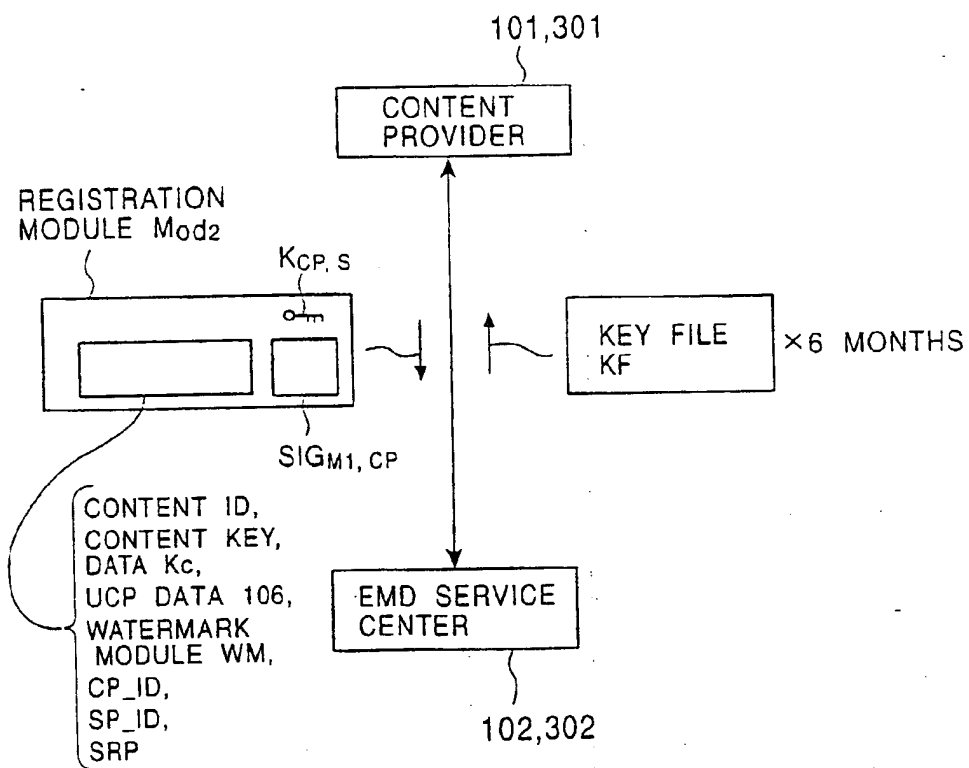 101,301
CONTENT
PROVIDER
REGISTRATION
MODULE Mod2
KCP, S
KEY FILE
KF
×6 MONTHS
SIGM1, CP
CONTENT ID,
CONTENT KEY,
DATA Kc,
UCP DATA 106,
WATERMARK
MODULE WM,
CP_ID,
SP_ID,
SRP
EMD SERVICE
CENTER
102,302